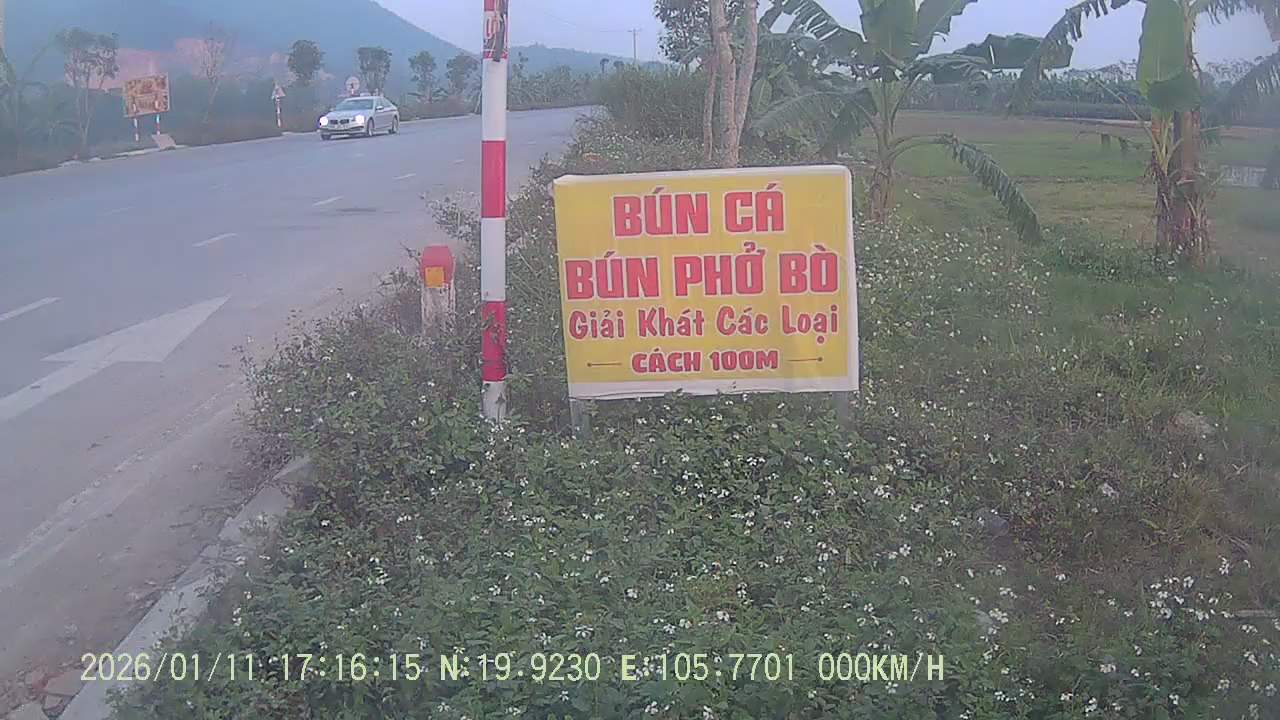 BÚN CÁ
BÚN PHỞ BÒ
Giải Khát Các Loại
CÁCH 100M
2026/01/11 17:16:15 N:19.9230 E:105.7701 000KM/H